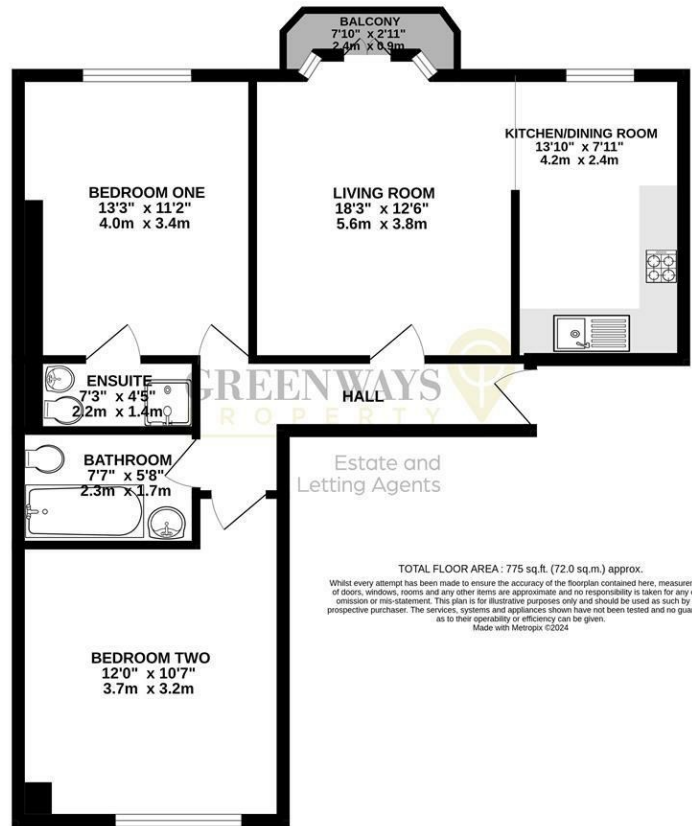 BALCONY
7'10" x 2'11"
2.4m x 0.9m
KITCHEN/DINING ROOM
13'10" x 7'11"
4.2m x 2.4m
BEDROOM ONE
13'3" x 11'2"
4.0m x 3.4m
LIVING ROOM
18'3" x 12'6"
5.6m x 3.8m
ENSUITE
7'3" x 4'5"
2.2m x 1.4m
GREENWAYS
PROPERTY
HALL
BATHROOM
7'7" x 5'8"
2.3m x 1.7m
Estate and
Letting Agents
TOTAL FLOOR AREA : 775 sq.ft. (72.0 sq.m.) approx.
Whilst every attempt has been made to ensure the accuracy of the floorplan contained here,
of doors, windows, rooms and any other items are approximate and no responsibility is taken for any
omission or mis-statement. This plan is for illustrative purposes only and should be used as such by
prospective purchaser. The services, systems and appliances shown have not been tested and no
as to their operability or efficiency can be given.
Made with Metropix ©2024
BEDROOM TWO
12'0" x 10'7"
3.7m x 3.2m